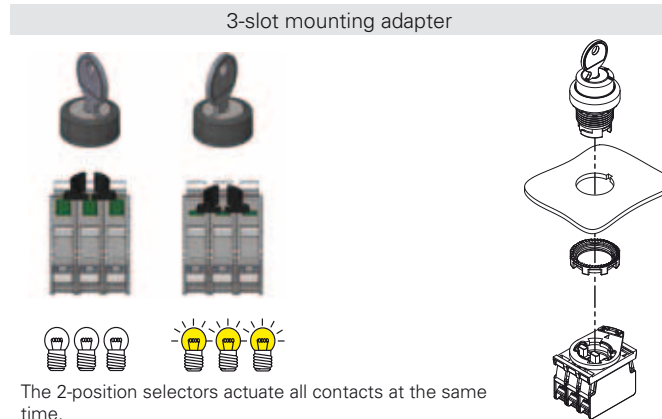 3-slot mounting adapter
The 2-position selectors actuate all contacts at the same
time.